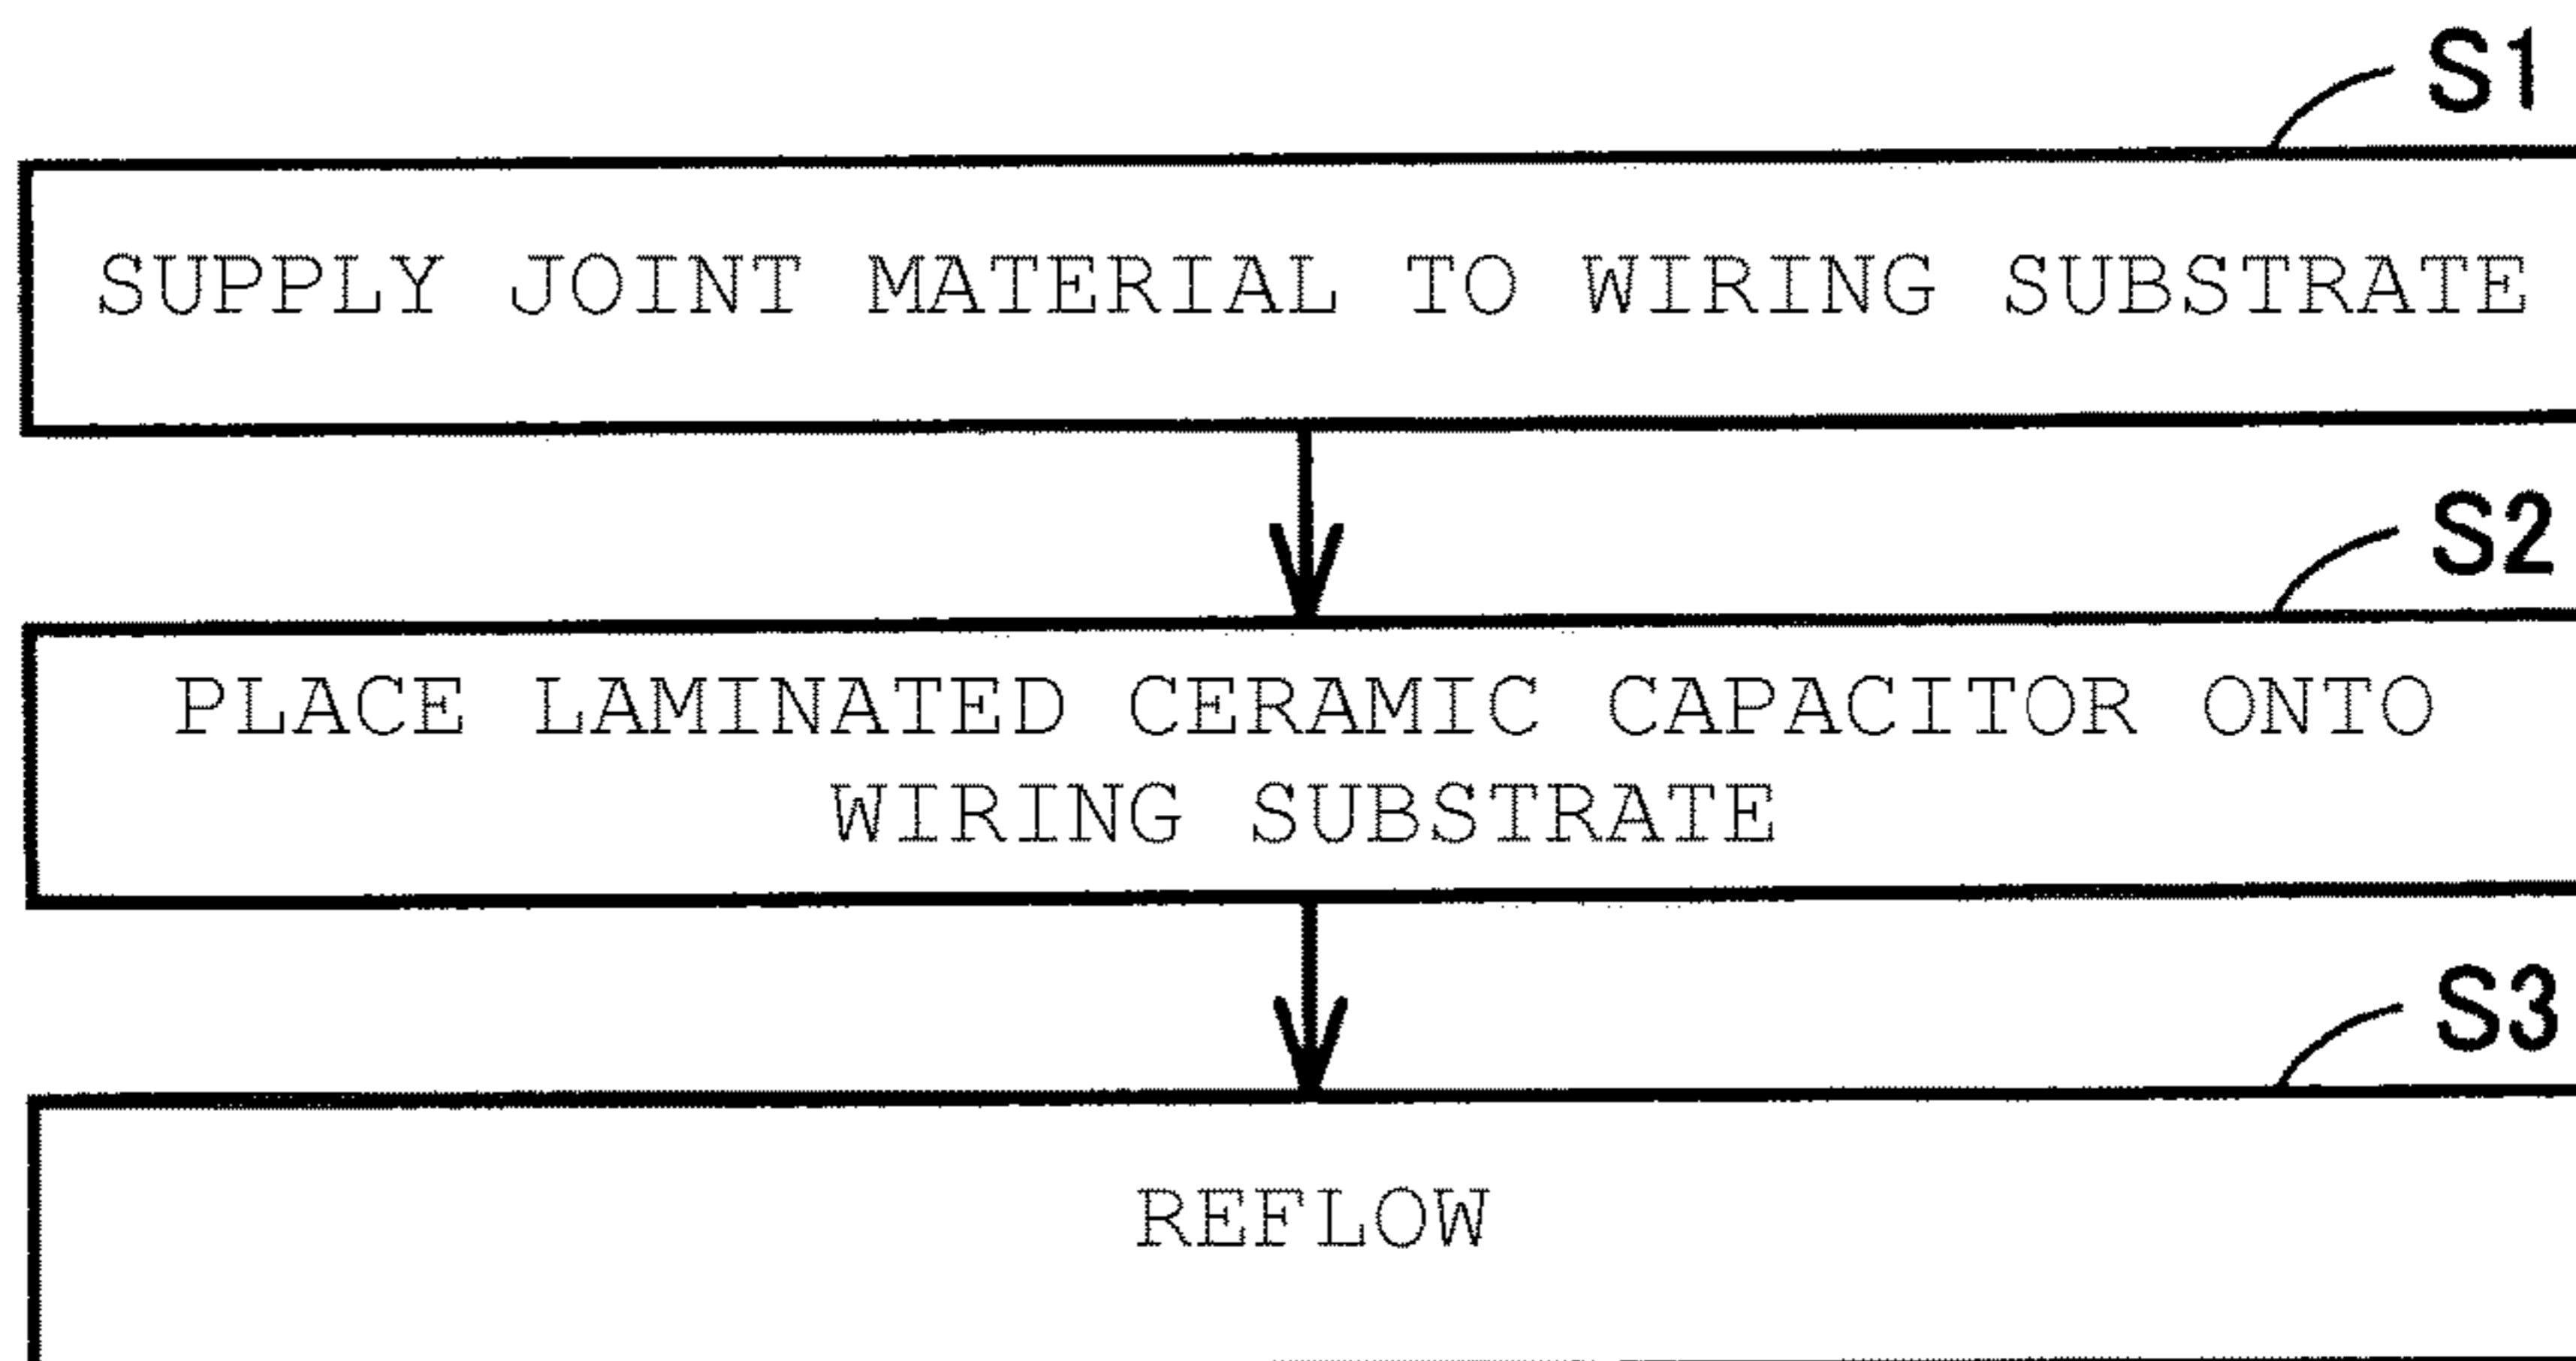 S1
SUPPLY JOINT MATERIAL TO WIRING SUBSTRATE
S2
PLACE LAMINATED CERAMIC CAPACITOR ONTO
WIRING SUBSTRATE
S3
REFLOW